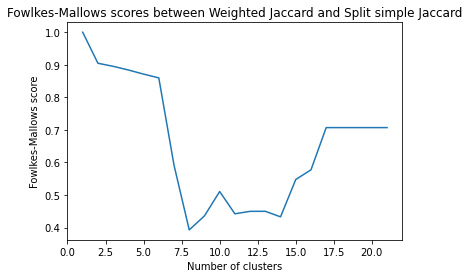 Fowlkes-Mallows scores between Weighted Jaccard and Split simple Jaccard
1.0
0.9
0.8
0.7
0.6
0.5
0.4
Fowlkes-Mallows score
0.0 2.5 5.0 7.5 10.0 12.5 15.0 17.5 20.0
Number of clusters